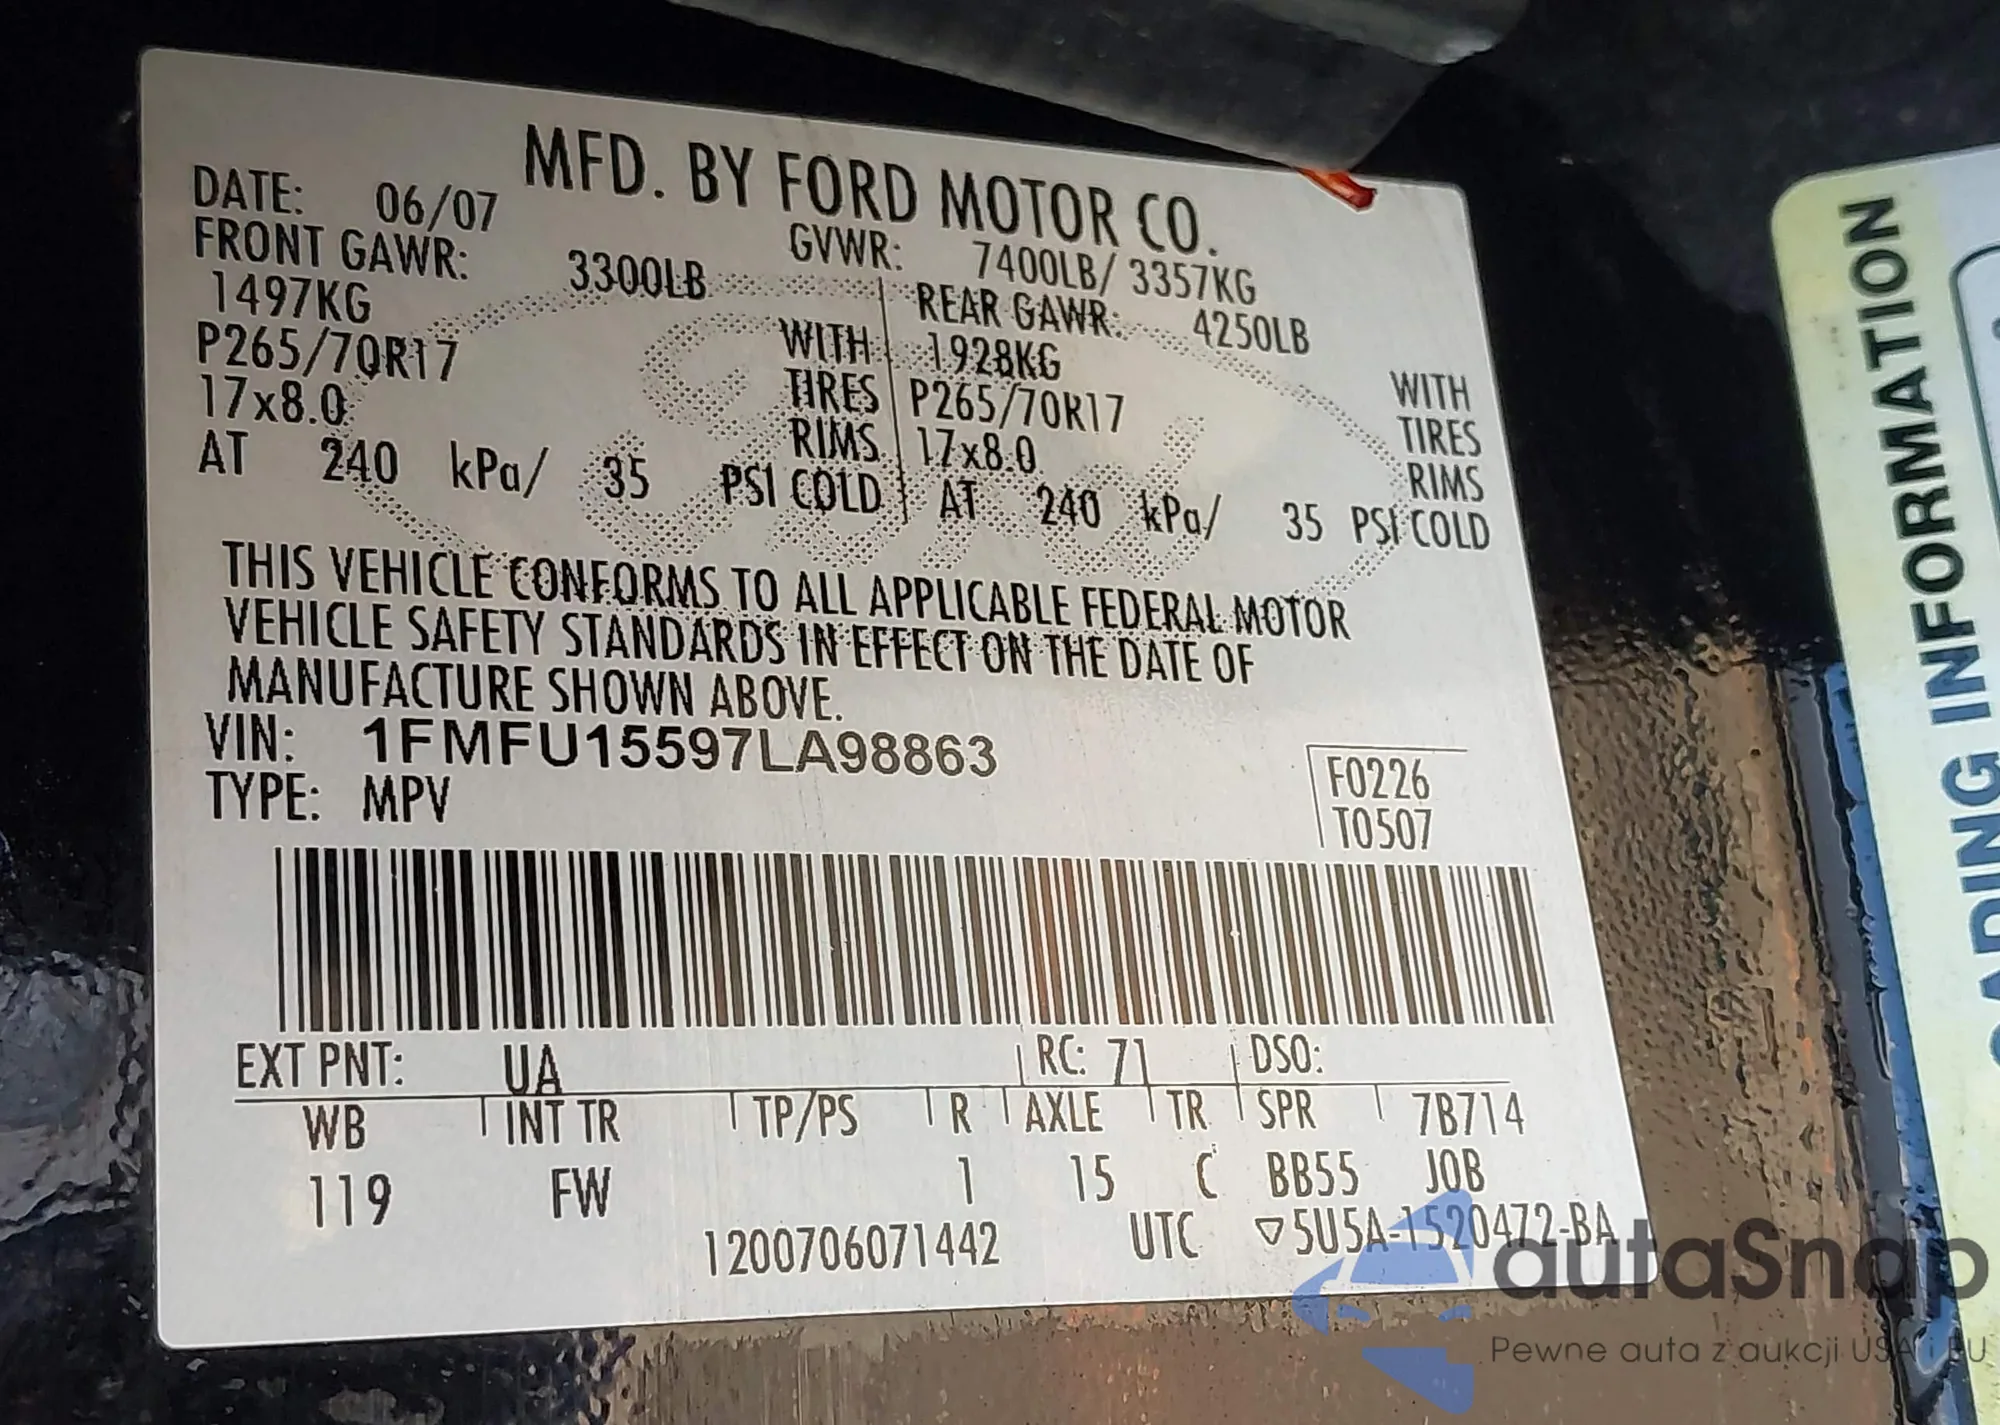 MFD. BY FORD MOTOR CO.
DATE: 06/07
GVWR: 7400LB/ 3357KG
FRONT GAWR: 3300LB
1497KG
P265/70R17
17x8.0
WITH
TIRES
RIMS
AT 240 kPa/ 35 PSI COLD
REAR GAWR: 4250LB
1928KG
P265/70R17
17x8.0
WITH
TIRES
RIMS
AT 240 kPa/ 35 PSI COLD
THIS VEHICLE CONFORMS TO ALL APPLICABLE FEDERAL MOTOR
VEHICLE SAFETY STANDARDS IN EFFECT ON THE DATE OF
MANUFACTURE SHOWN ABOVE.
VIN: 1FMFU15597LA98863
TYPE: MPV
F0226
T0507
EXT PNT: UA RC: 71 DSO:
WB INT TR TP/PS R AXLE TR SPR 7B714
119 FW 1 15 C BB55 JOB
1200706071442 UTC ▽5U5A-1520472-BA
INFORMATION
autaSnap
Pewne auta z aukcji USA i EU